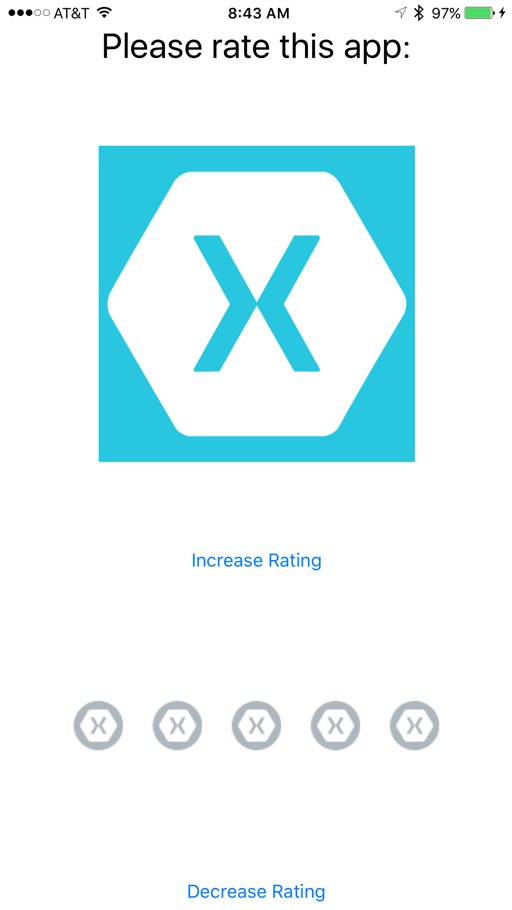 AT&T 8:43 AM 97%
Please rate this app:
X
Increase Rating
X X X X X
Decrease Rating